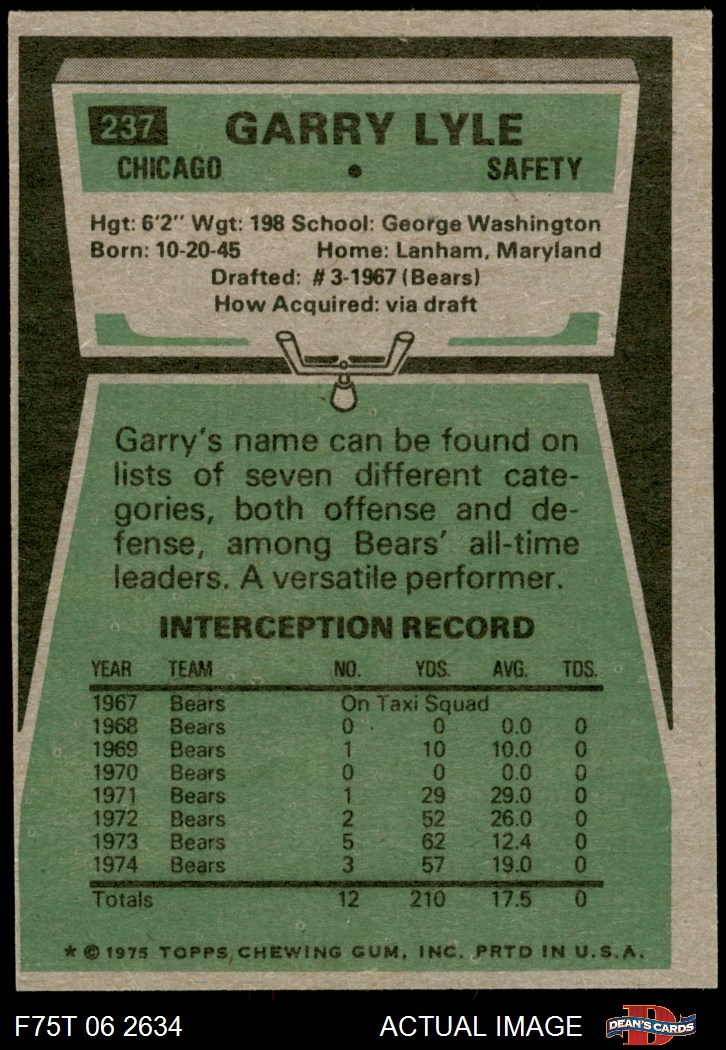 237 GARRY LYLE
CHICAGO • SAFETY
Hgt: 6'2" Wgt: 198 School: George Washington
Born: 10-20-45 Home: Lanham, Maryland
Drafted: #3-1967 (Bears)
How Acquired: via draft
Garry's name can be found on
lists of seven different cate-
gories, both offense and de-
fense, among Bears' all-time
leaders. A versatile performer.
INTERCEPTION RECORD
YEAR TEAM NO. YDS. AVG. TDS.
1967 Bears On Taxi Squad
1968 Bears 0 0 0.0 0
1969 Bears 1 10 10.0 0
1970 Bears 0 0 0.0 0
1971 Bears 1 29 29.0 0
1972 Bears 2 52 26.0 0
1973 Bears 5 62 12.4 0
1974 Bears 3 57 19.0 0
Totals 12 210 17.5 0
* © 1975 TOPPS CHEWING GUM, INC. PRTD IN U.S.A.
F75T 06 2634 ACTUAL IMAGE D DEAN'S CARDS